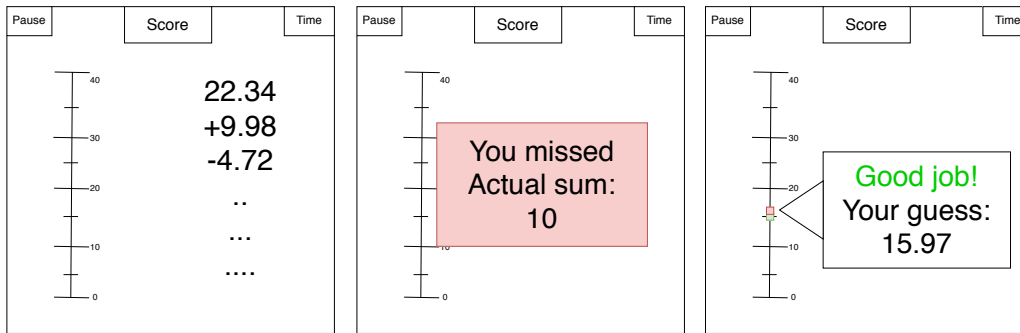 Pause
Score
Time
40
30
20
10
0
22.34
+9.98
-4.72
..
...
....
Pause
Score
Time
40
30
20
0
You missed
Actual sum:
10
Pause
Score
Time
40
30
20
10
0
Good job!
Your guess:
15.97